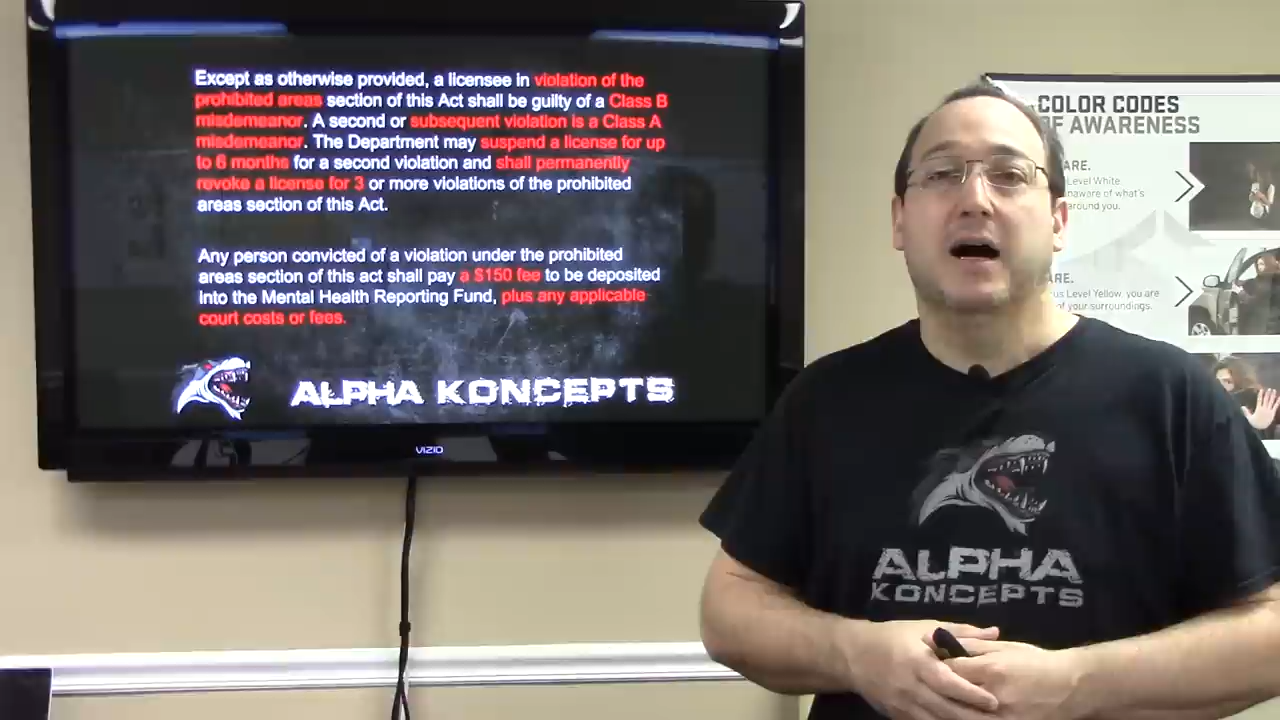 Except as otherwise provided, a licensee in violation of the
prohibited areas section of this Act shall be guilty of a Class B
misdemeanor. A second or subsequent violation is a Class A
misdemeanor. The Department may suspend a license for up
to 6 months for a second violation and shall permanently
revoke a license for 3 or more violations of the prohibited
areas section of this Act.
Any person convicted of a violation under the prohibited
areas section of this act shall pay a $150 fee to be deposited
into the Mental Health Reporting Fund, plus any applicable
court costs or fees.
ALPHA KONCEPTS
VIZIO
COLOR CODES
OF AWARENESS
ARE.
Level White
unaware of what's
around you.
ARE.
us Level Yellow, you are
of your surroundings.
ALPHA
KONCEPTS